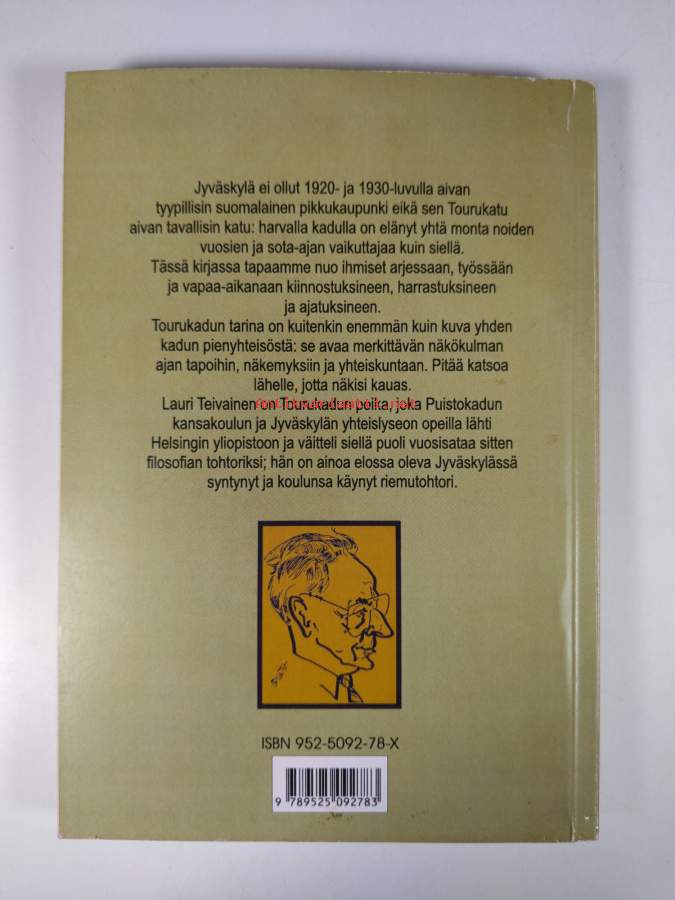 Jyväskylä ei ollut 1920- ja 1930-luvulla aivan
tyypillisin suomalainen pikkukaupunki eikä sen Tourukatu
aivan tavallisin katu: harvalla kadulla on elänyt yhtä monta noiden
vuosien ja sota-ajan vaikuttajaa kuin siellä.
Tässä kirjassa tapaamme nuo ihmiset arjessaan, työssään
ja vapaa-aikanaan kiinnostuksineen, harrastuksineen
ja ajatuksineen.
Tourukadun tarina on kuitenkin enemmän kuin kuva yhden
kadun pienyhteisöstä: se avaa merkittävän näkökulman
ajan tapoihin, näkemyksiin ja yhteiskuntaan. Pitää katsoa
lähelle, jotta näkisi kauas.
Lauri Teivainen on Tourukadun poika, joka Puistokadun
kansakoulun ja Jyväskylän yhteislyseon opeilla lähti
Helsingin yliopistoon ja väitteli siellä puoli vuosisataa sitten
filosofian tohtoriksi; hän on ainoa elossa oleva Jyväskylässä
syntynyt ja koulunsa käynyt riemutohtori.
ISBN 952-5092-78-X
9 789525 092783